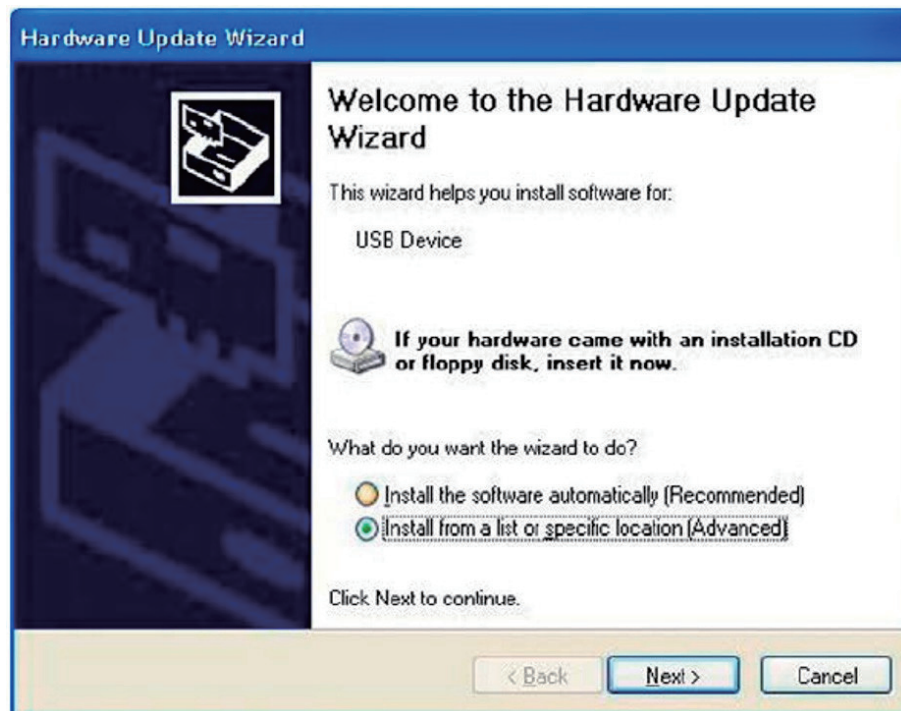 Hardware Update Wizard
Welcome to the Hardware Update
Wizard
This wizard helps you install software for:
USB Device
If your hardware came with an installation CD
or floppy disk, insert it now.
What do you want the wizard to do?
Install the software automatically (Recommended)
Install from a list or specific location (Advanced)
Click Next to continue.
< Back
Next >
Cancel